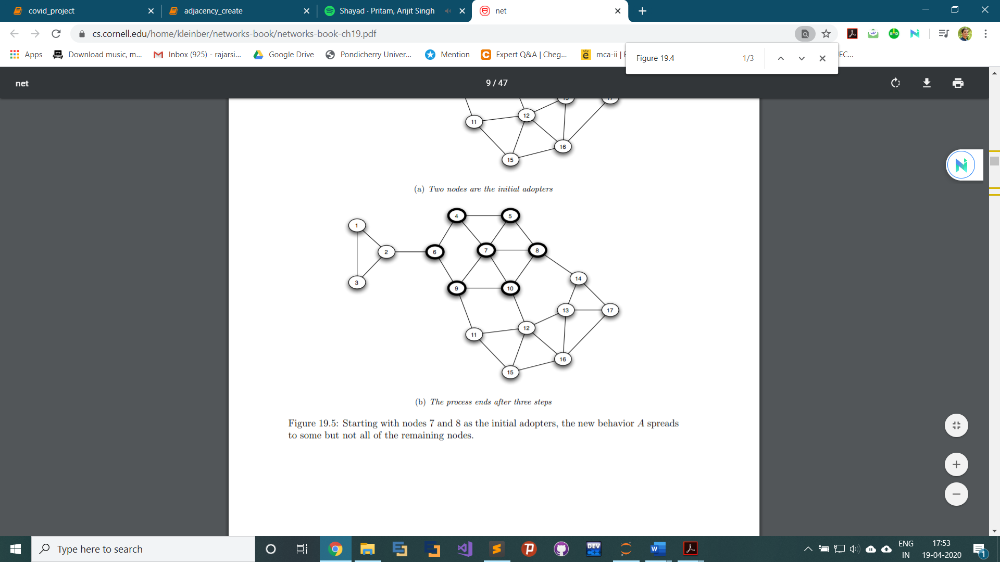 covid_project
adjacency_create
Shayad · Pritam, Arijit Singh
net
cs.cornell.edu/home/kleinber/networks-book/networks-book-ch19.pdf
Apps
Download music, m...
Inbox (925) - rajarsi...
Google Drive
Pondicherry Univer...
Mention
Expert Q&A | Cheg...
mca-ii | E
EC...
Figure 19.4
1/3
net
9 / 47
12
11
16
15
(a) Two nodes are the initial adopters
4
5
1
2
6
7
8
3
9
10
14
13
17
12
11
16
15
(b) The process ends after three steps
Figure 19.5: Starting with nodes 7 and 8 as the initial adopters, the new behavior A spreads
to some but not all of the remaining nodes.
Type here to search
DEV
C++
ENG
IN
17:53
19-04-2020
1